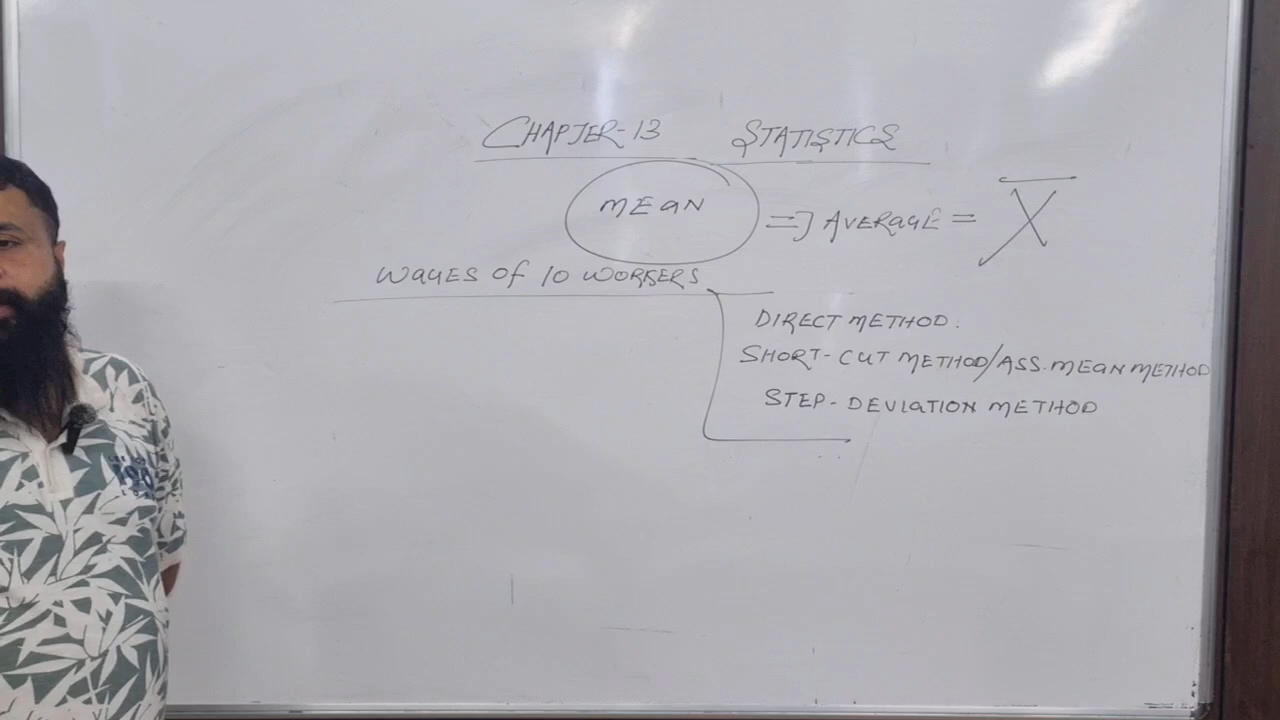 CHAPTER-13 STATISTICS
MEAN => AVERAGE = X̅
WAGES OF 10 WORKERS
DIRECT METHOD.
SHORT-CUT METHOD/ASS. MEAN METHOD
STEP-DEVIATION METHOD